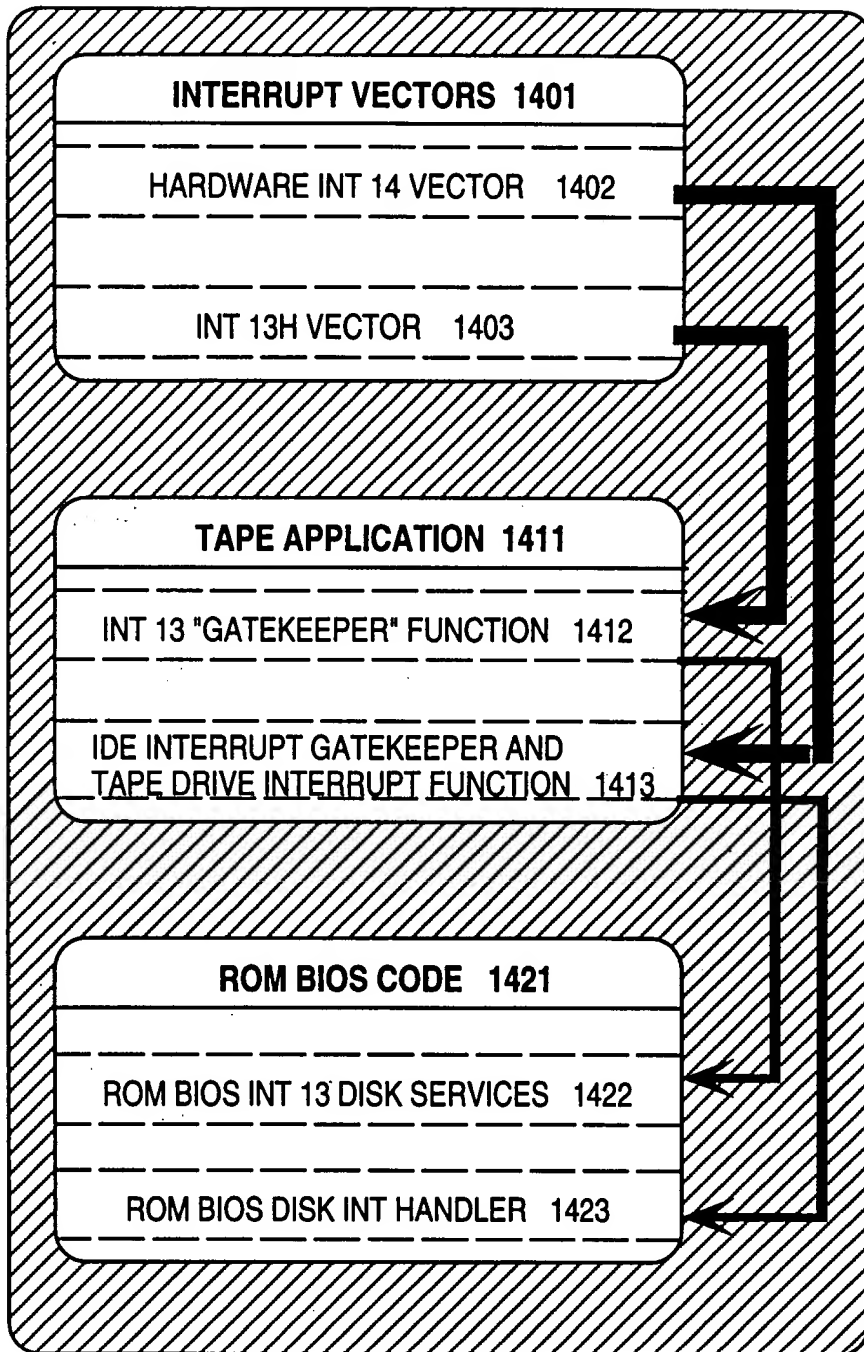 INTERRUPT VECTORS 1401
HARDWARE INT 14 VECTOR 1402
INT 13H VECTOR 1403
TAPE APPLICATION 1411
INT 13 "GATEKEEPER" FUNCTION 1412
IDE INTERRUPT GATEKEEPER AND
TAPE DRIVE INTERRUPT FUNCTION 1413
ROM BIOS CODE 1421
ROM BIOS INT 13 DISK SERVICES 1422
ROM BIOS DISK INT HANDLER 1423